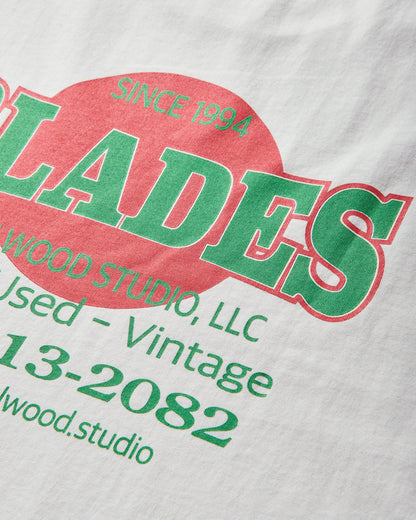 SINCE 1994
LADES
WOOD STUDIO, LLC
Used – Vintage
13-2082
lwood.studio